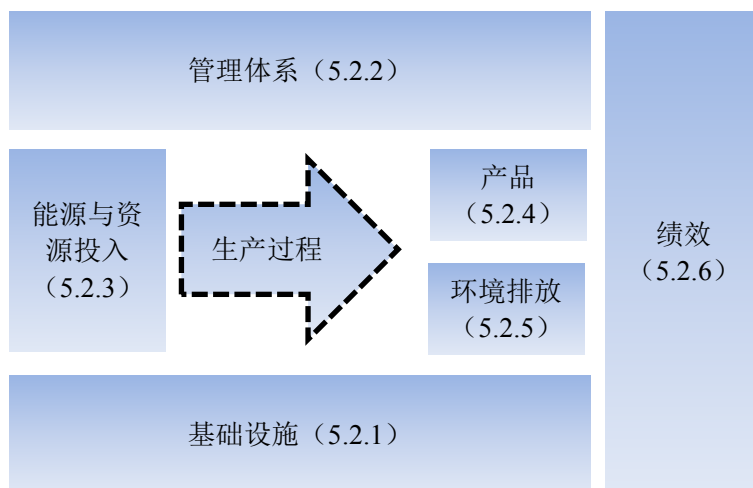 管理体系（5.2.2）
能源与资
源投入
（5.2.3）
生产过程
产品
（5.2.4）
环境排放
（5.2.5）
绩效
（5.2.6）
基础设施（5.2.1）